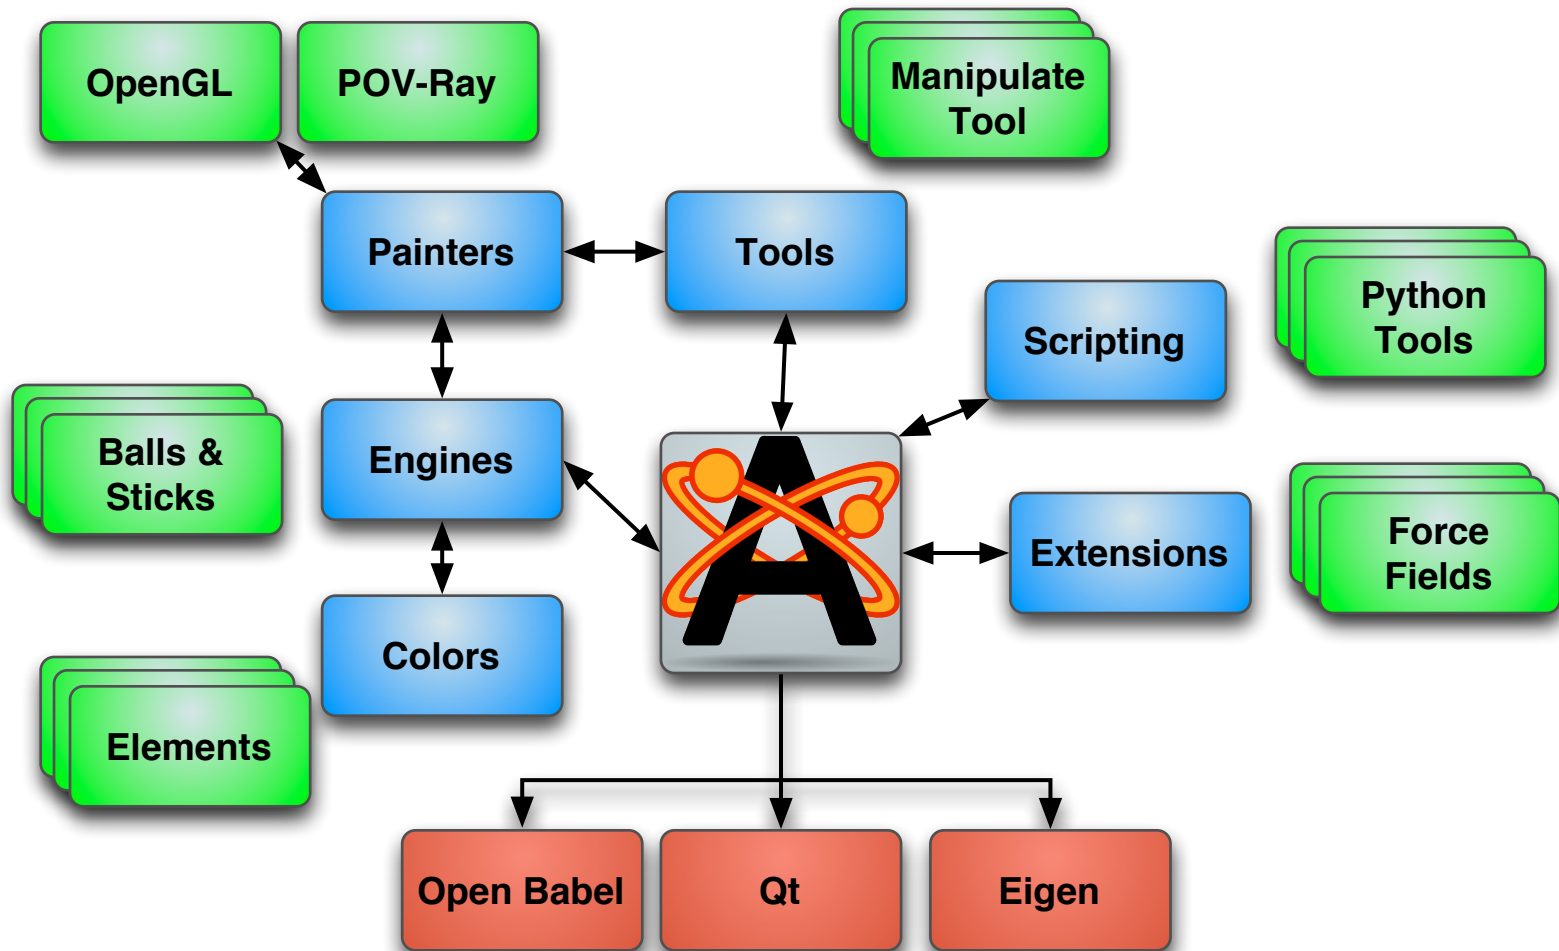 OpenGL
POV-Ray
Manipulate
Tool
Painters
Tools
Scripting
Python
Tools
Balls &
Sticks
Engines
Extensions
Force
Fields
Colors
Elements
Open Babel
Qt
Eigen